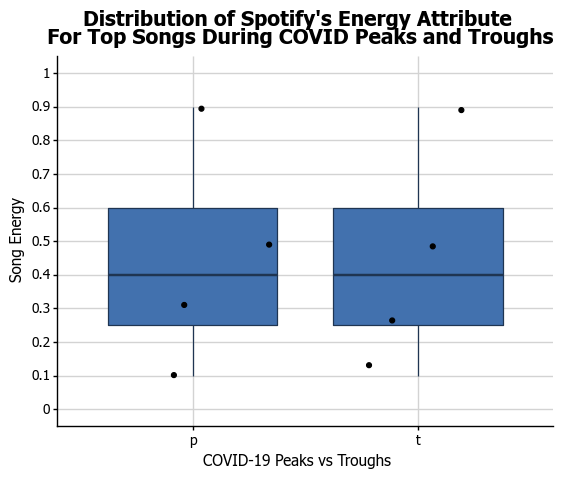 Distribution of Spotify's Energy Attribute
For Top Songs During COVID Peaks and Troughs
1
0.9
0.8
0.7
0.6
0.5
0.4
0.3
0.2
0.1
0
Song Energy
p
t
COVID-19 Peaks vs Troughs